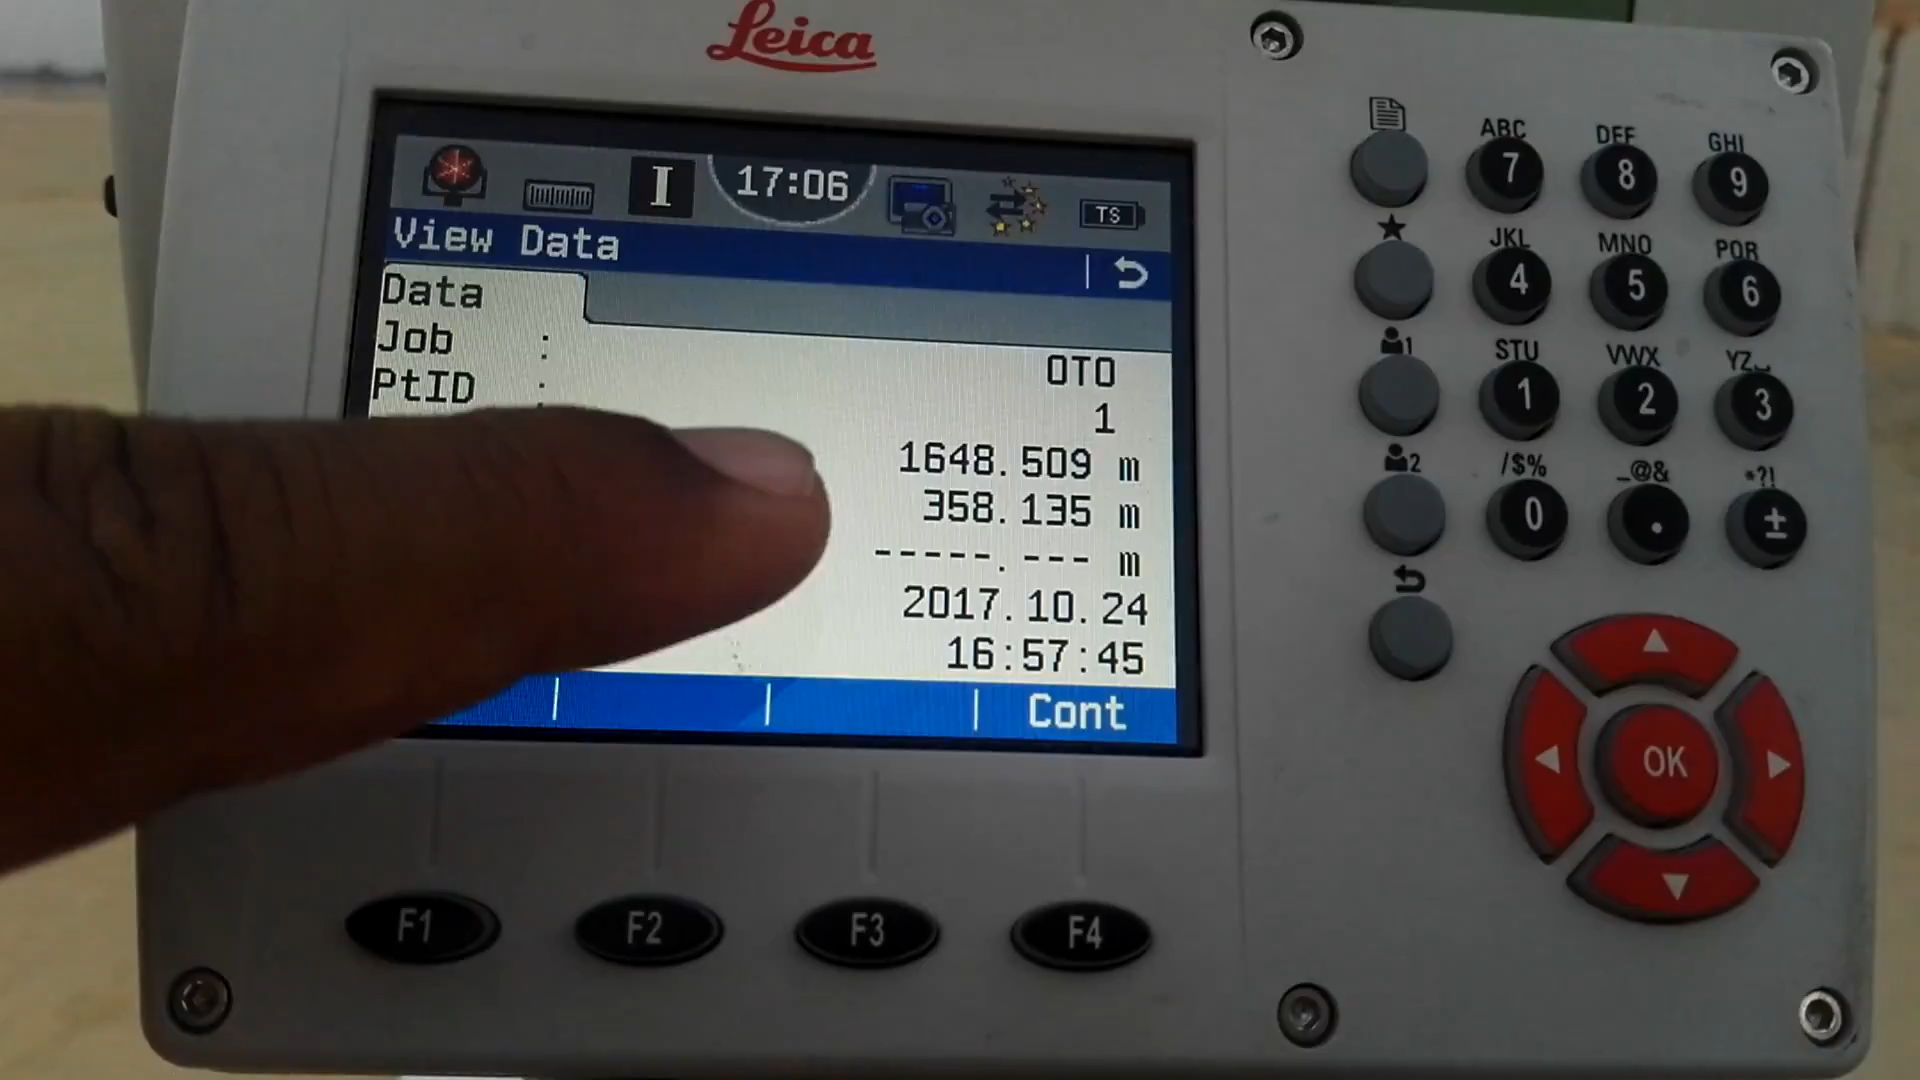 Leica
I 17:06 TS
View Data
Data
Job : OTO
PtID : 1
1648.509 m
358.135 m
-----.--- m
2017.10.24
16:57:45
Cont
F1 F2 F3 F4
ABC DEF GHI
7 8 9
JKL MNO PQR
4 5 6
1 STU VWX YZ
1 2 3
2 /$% _@& *?!
0 . ±
OK